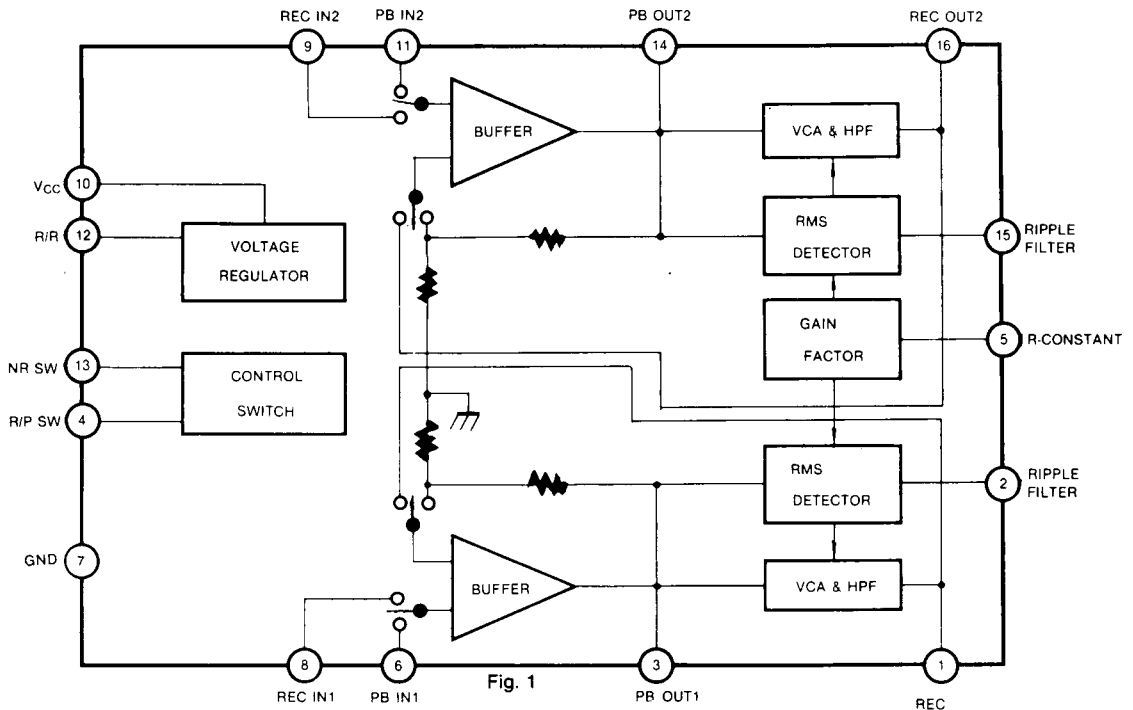 REC IN2
PB IN2
PB OUT2
REC OUT2
9
11
14
16
BUFFER
VCA & HPF
VCC
10
R/R
12
VOLTAGE
REGULATOR
RMS
DETECTOR
15
RIPPLE
FILTER
GAIN
FACTOR
5
R-CONSTANT
NR SW
13
CONTROL
SWITCH
R/P SW
4
RMS
DETECTOR
2
RIPPLE
FILTER
GND
7
BUFFER
VCA & HPF
8
6
3
1
REC IN1
PB IN1
Fig. 1
PB OUT1
REC